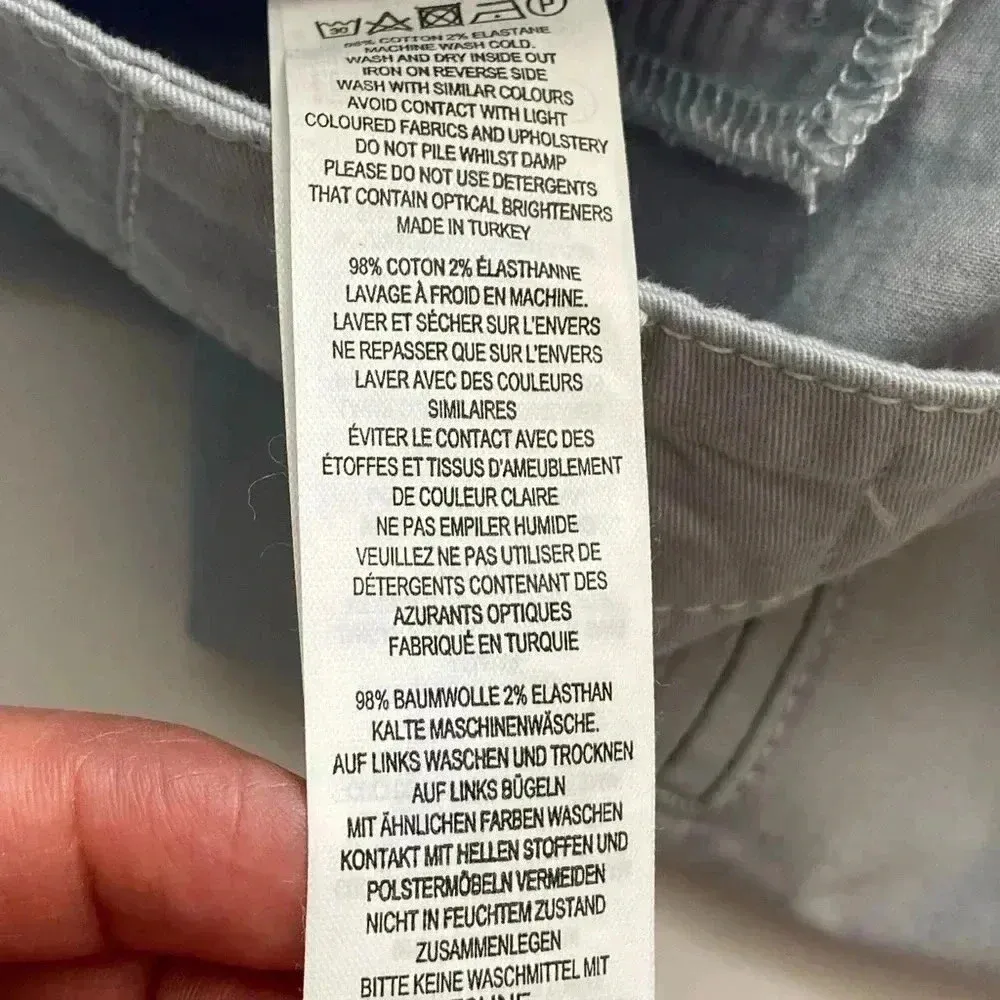 30
P
98% COTTON 2% ELASTANE
MACHINE WASH COLD.
WASH AND DRY INSIDE OUT
IRON ON REVERSE SIDE
WASH WITH SIMILAR COLOURS
AVOID CONTACT WITH LIGHT
COLOURED FABRICS AND UPHOLSTERY
DO NOT PILE WHILST DAMP
PLEASE DO NOT USE DETERGENTS
THAT CONTAIN OPTICAL BRIGHTENERS
MADE IN TURKEY
98% COTON 2% ÉLASTHANNE
LAVAGE À FROID EN MACHINE.
LAVER ET SÉCHER SUR L'ENVERS
NE REPASSER QUE SUR L'ENVERS
LAVER AVEC DES COULEURS
SIMILAIRES
ÉVITER LE CONTACT AVEC DES
ÉTOFFES ET TISSUS D'AMEUBLEMENT
DE COULEUR CLAIRE
NE PAS EMPILER HUMIDE
VEUILLEZ NE PAS UTILISER DE
DÉTERGENTS CONTENANT DES
AZURANTS OPTIQUES
FABRIQUÉ EN TURQUIE
98% BAUMWOLLE 2% ELASTHAN
KALTE MASCHINENWÄSCHE.
AUF LINKS WASCHEN UND TROCKNEN
AUF LINKS BÜGELN
MIT ÄHNLICHEN FARBEN WASCHEN
KONTAKT MIT HELLEN STOFFEN UND
POLSTERMÖBELN VERMEIDEN
NICHT IN FEUCHTEM ZUSTAND
ZUSAMMENLEGEN
BITTE KEINE WASCHMITTEL MIT